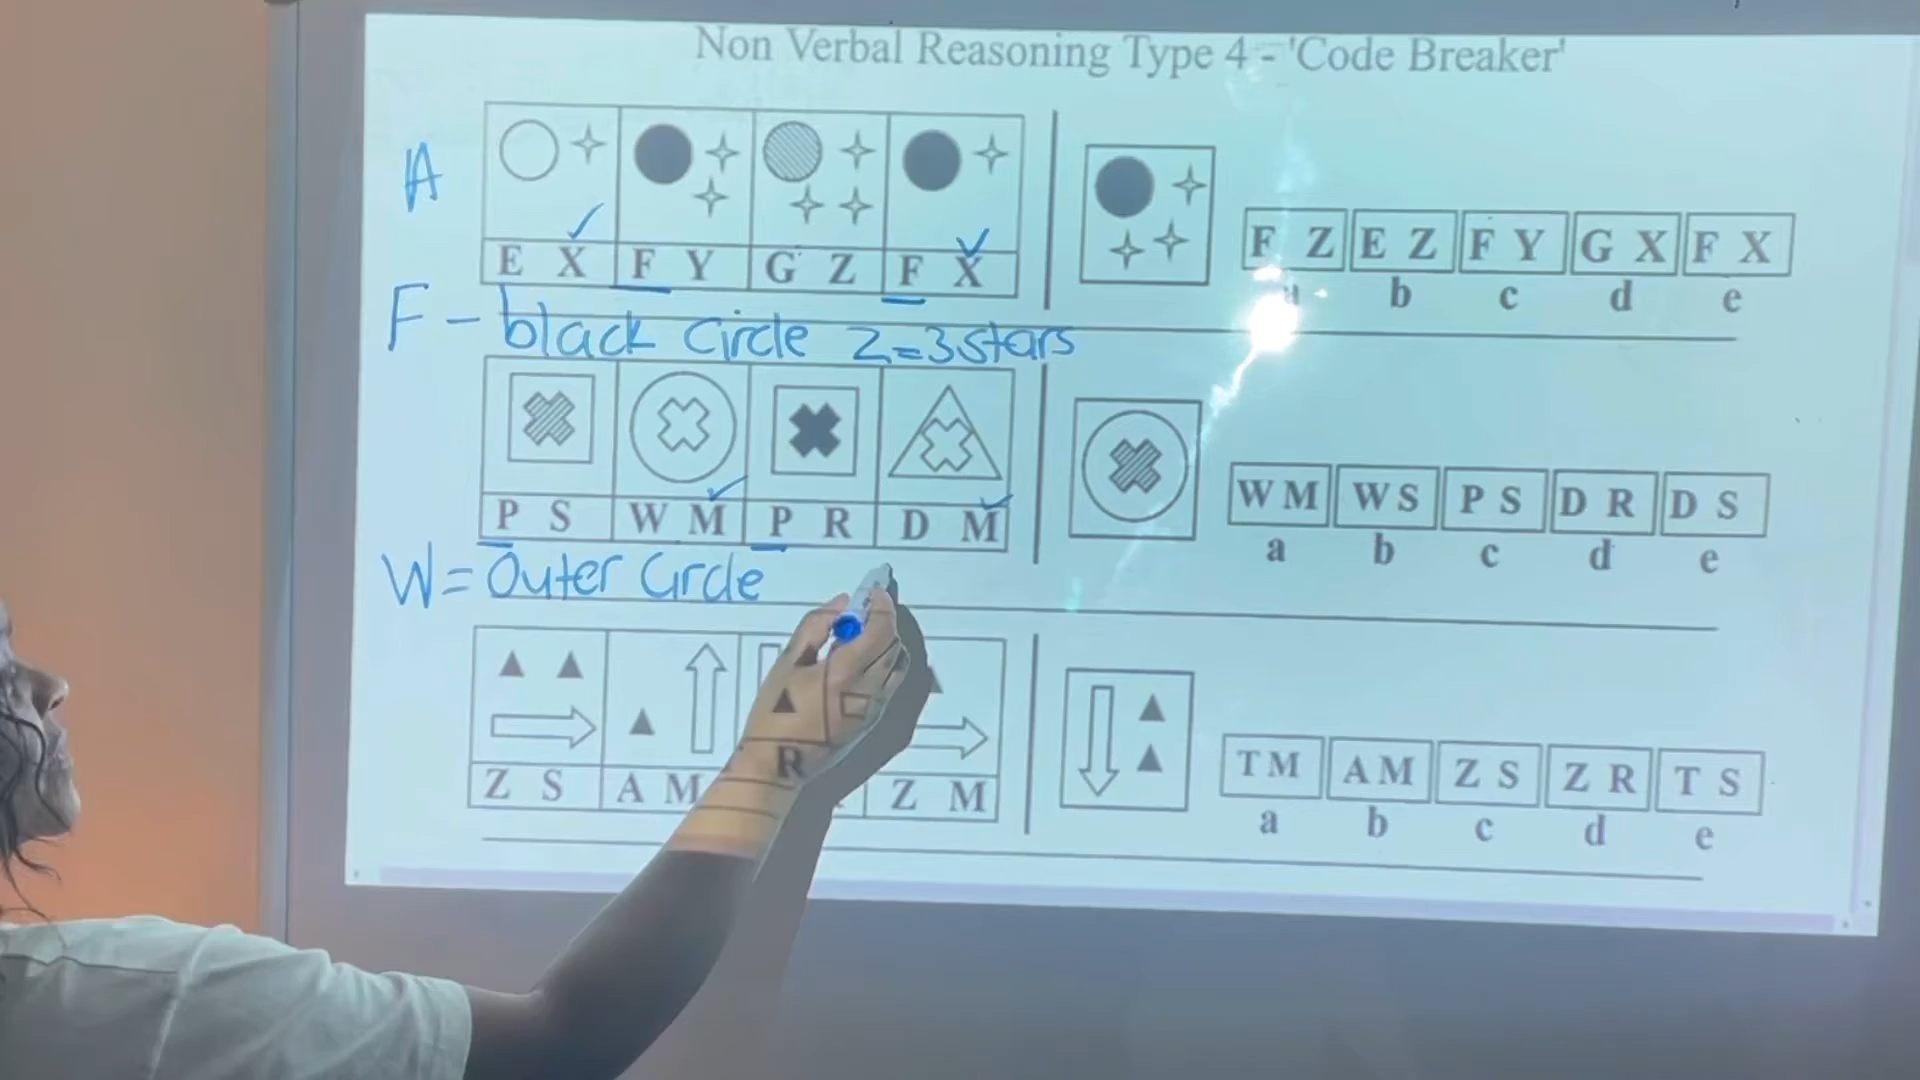 Non Verbal Reasoning Type 4 - 'Code Breaker'
A
E X F Y G Z F X
F Z E Z F Y G X F X
b c d e
F - black Circle Z=3stars
P S W M P R D M
W M W S P S D R D S
a b c d e
W = Outer Circle
Z S A M R Z M
T M A M Z S Z R T S
a b c d e